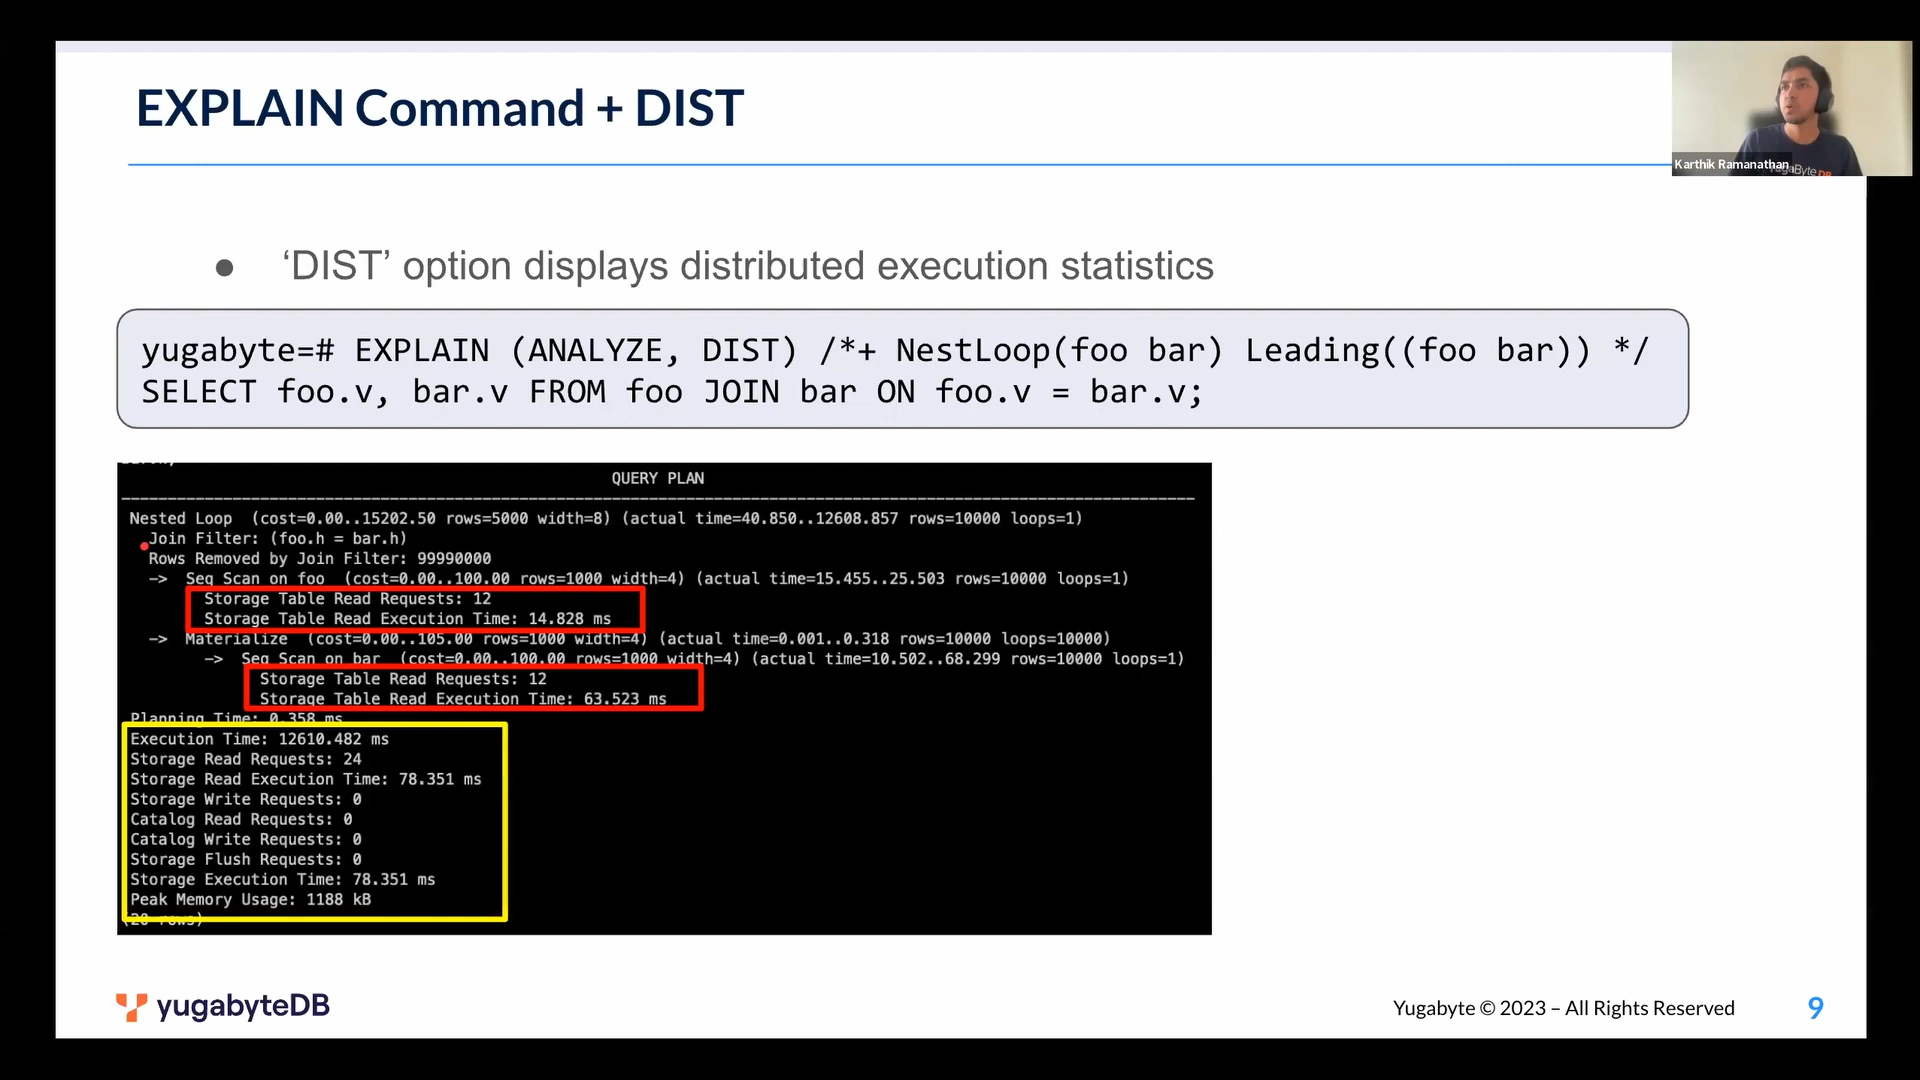 EXPLAIN Command + DIST
Karthik Ramanathan
YugaByte DB
● ‘DIST’ option displays distributed execution statistics
yugabyte=# EXPLAIN (ANALYZE, DIST) /*+ NestLoop(foo bar) Leading((foo bar)) */
SELECT foo.v, bar.v FROM foo JOIN bar ON foo.v = bar.v;
QUERY PLAN
Nested Loop (cost=0.00..15202.50 rows=5000 width=8) (actual time=40.850..12608.857 rows=10000 loops=1)
Join Filter: (foo.h = bar.h)
Rows Removed by Join Filter: 99990000
-> Seq Scan on foo (cost=0.00..100.00 rows=1000 width=4) (actual time=15.455..25.503 rows=10000 loops=1)
Storage Table Read Requests: 12
Storage Table Read Execution Time: 14.828 ms
-> Materialize (cost=0.00..105.00 rows=1000 width=4) (actual time=0.001..0.318 rows=10000 loops=10000)
-> Seq Scan on bar (cost=0.00..100.00 rows=1000 width=4) (actual time=10.502..68.299 rows=10000 loops=1)
Storage Table Read Requests: 12
Storage Table Read Execution Time: 63.523 ms
Planning Time: 0.358 ms
Execution Time: 12610.482 ms
Storage Read Requests: 24
Storage Read Execution Time: 78.351 ms
Storage Write Requests: 0
Catalog Read Requests: 0
Catalog Write Requests: 0
Storage Flush Requests: 0
Storage Execution Time: 78.351 ms
Peak Memory Usage: 1188 kB
(20 rows)
yugabyteDB
Yugabyte © 2023 – All Rights Reserved
9